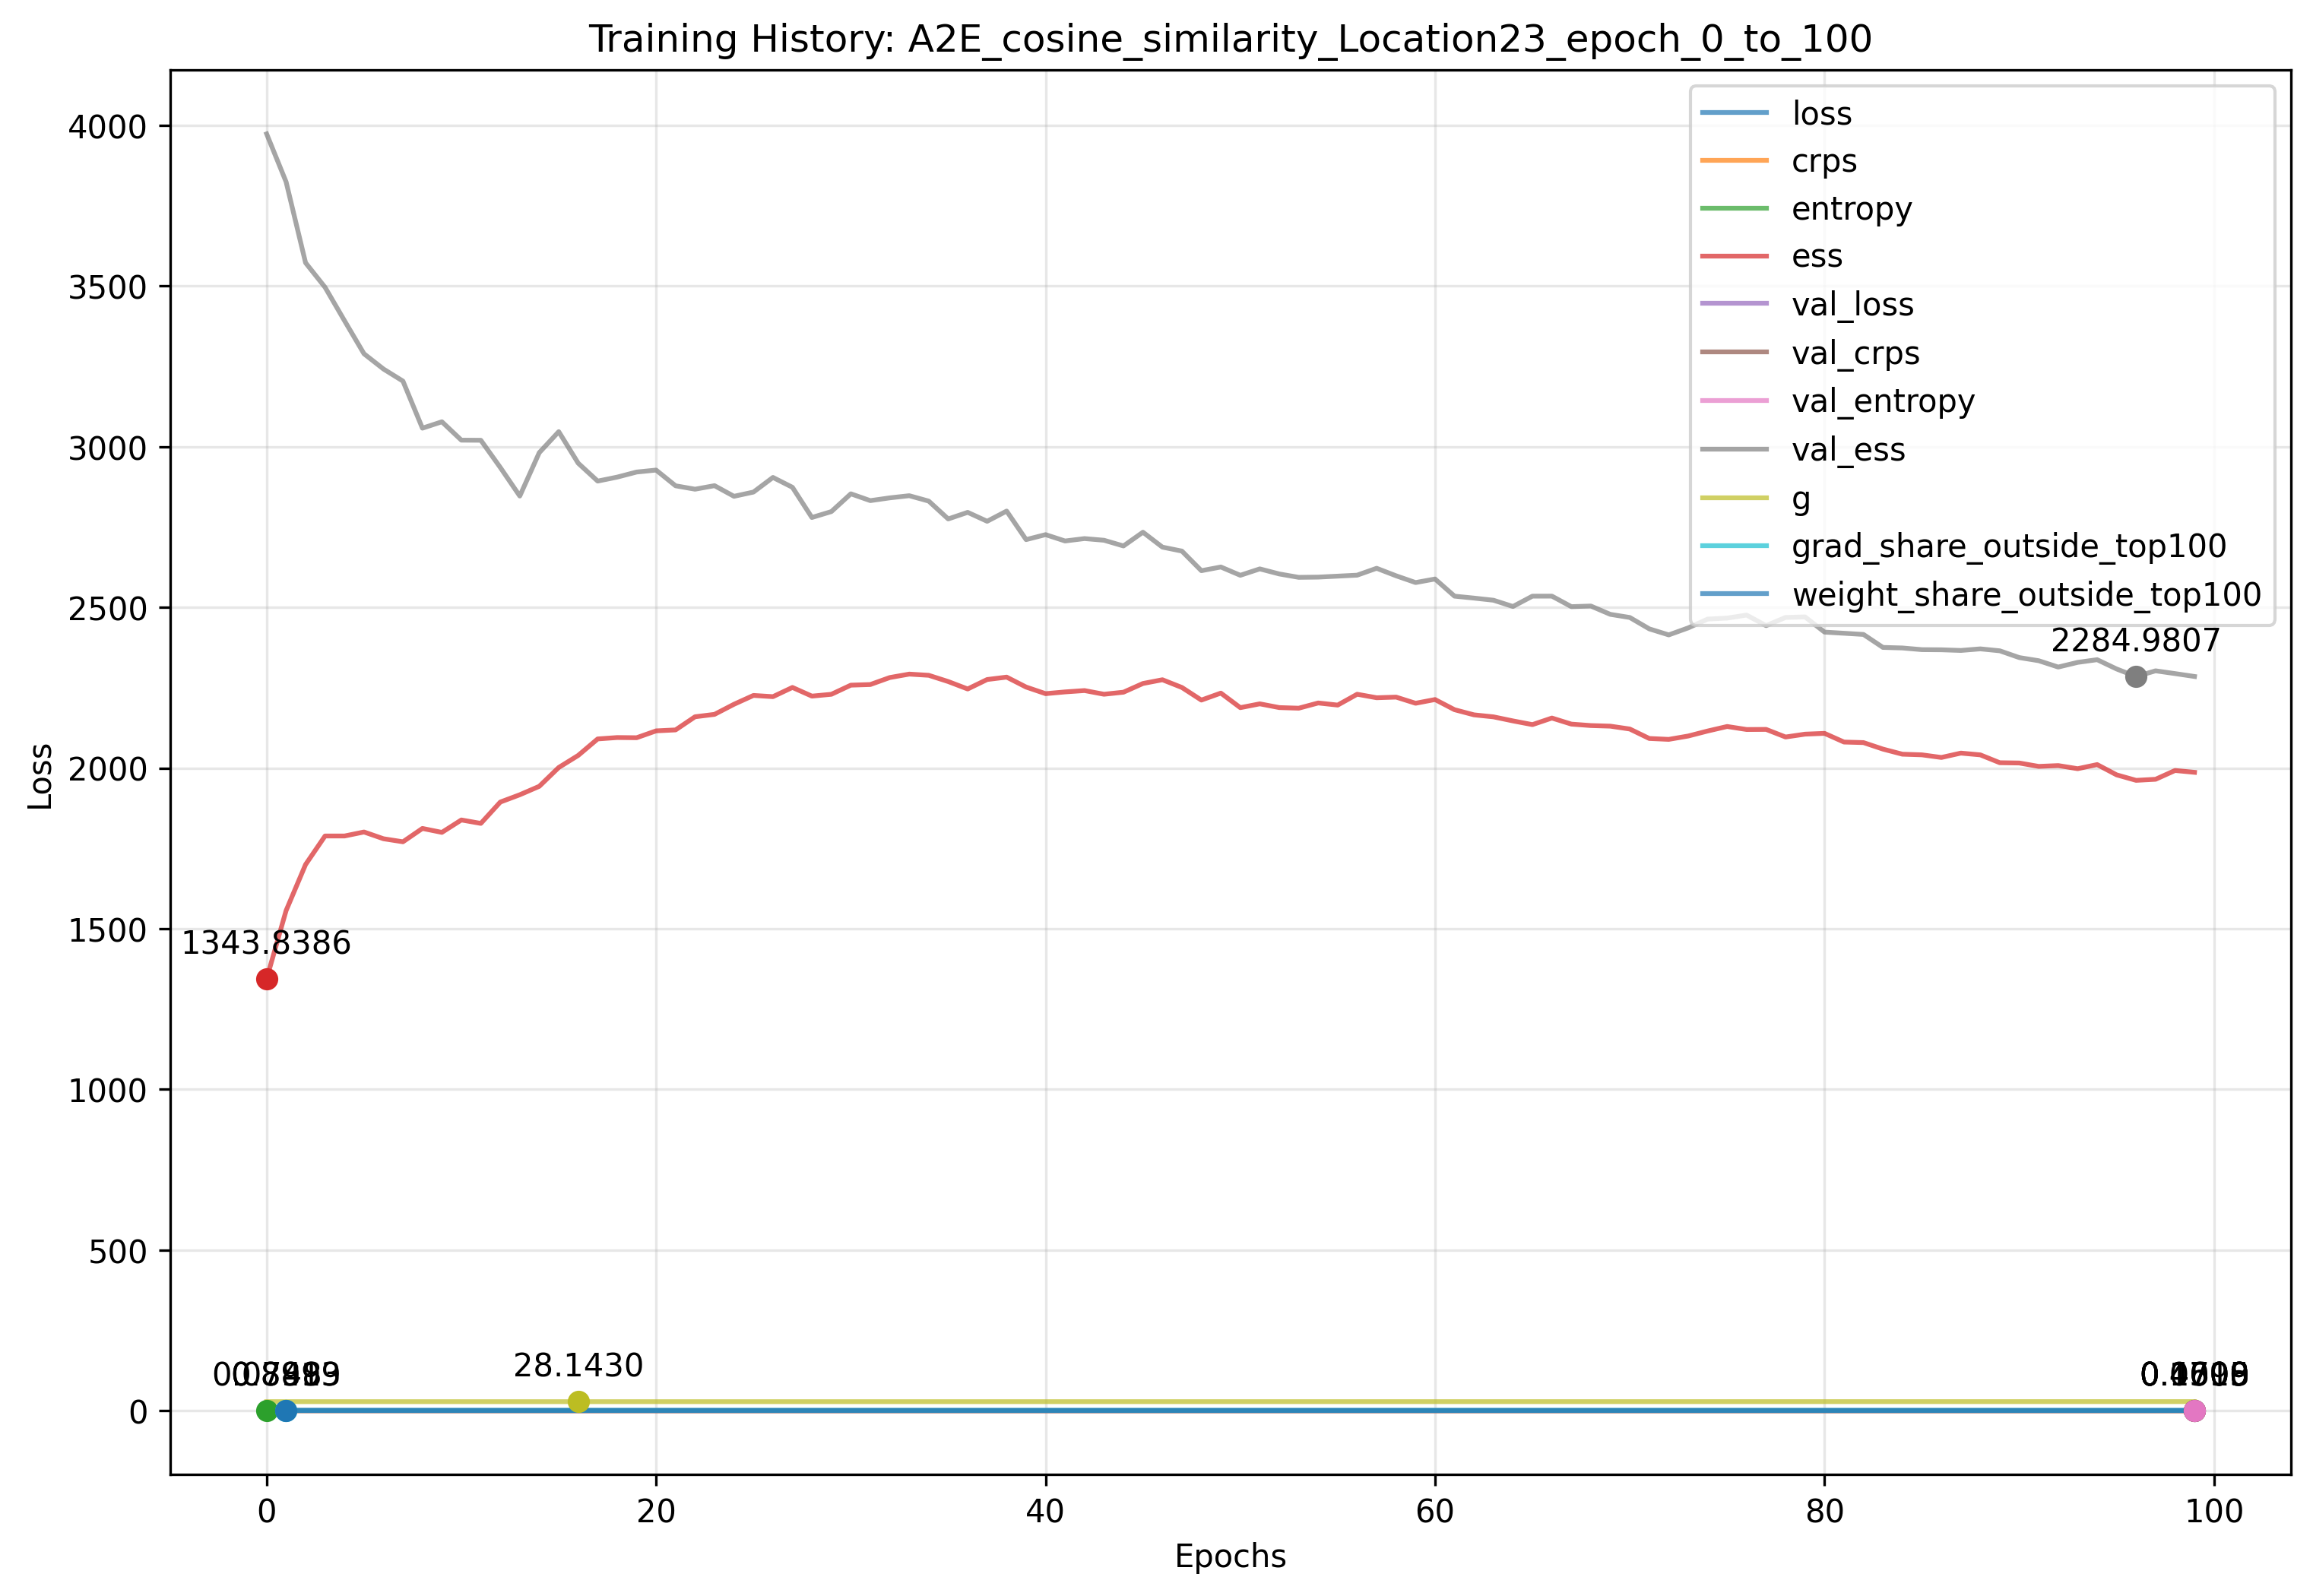 Training History: A2E_cosine_similarity_Location23_epoch_0_to_100
4000
3500
3000
2500
2000
1500
1000
500
0
Loss
loss
crps
entropy
ess
val_loss
val_crps
val_entropy
val_ess
g
grad_share_outside_top100
weight_share_outside_top100
2284.9807
1343.8386
28.1430
0
20
40
60
80
100
Epochs